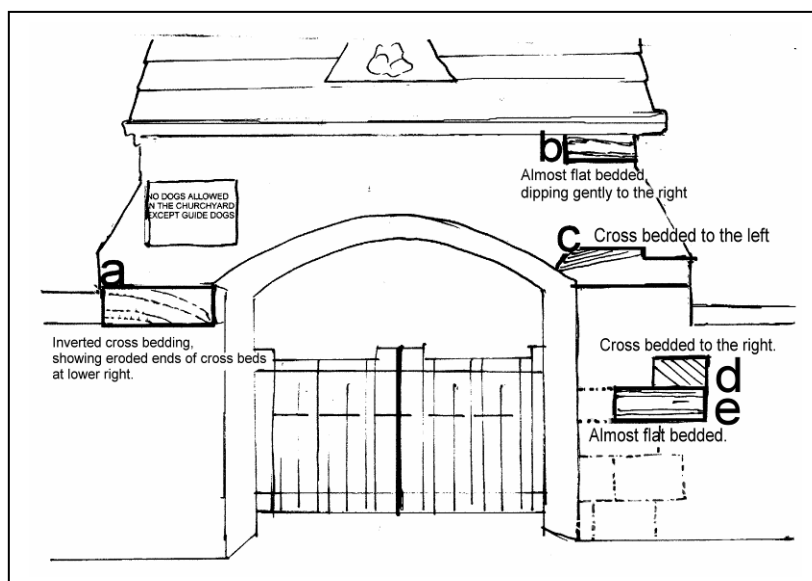 b
Almost flat bedded,
dipping gently to the right
NO DOGS ALLOWED
N THE CHURCHYARD
EXCEPT GUIDE DOGS
c
Cross bedded to the left
a
Inverted cross bedding,
showing eroded ends of cross beds
at lower right.
Cross bedded to the right.
d
e
Almost flat bedded.